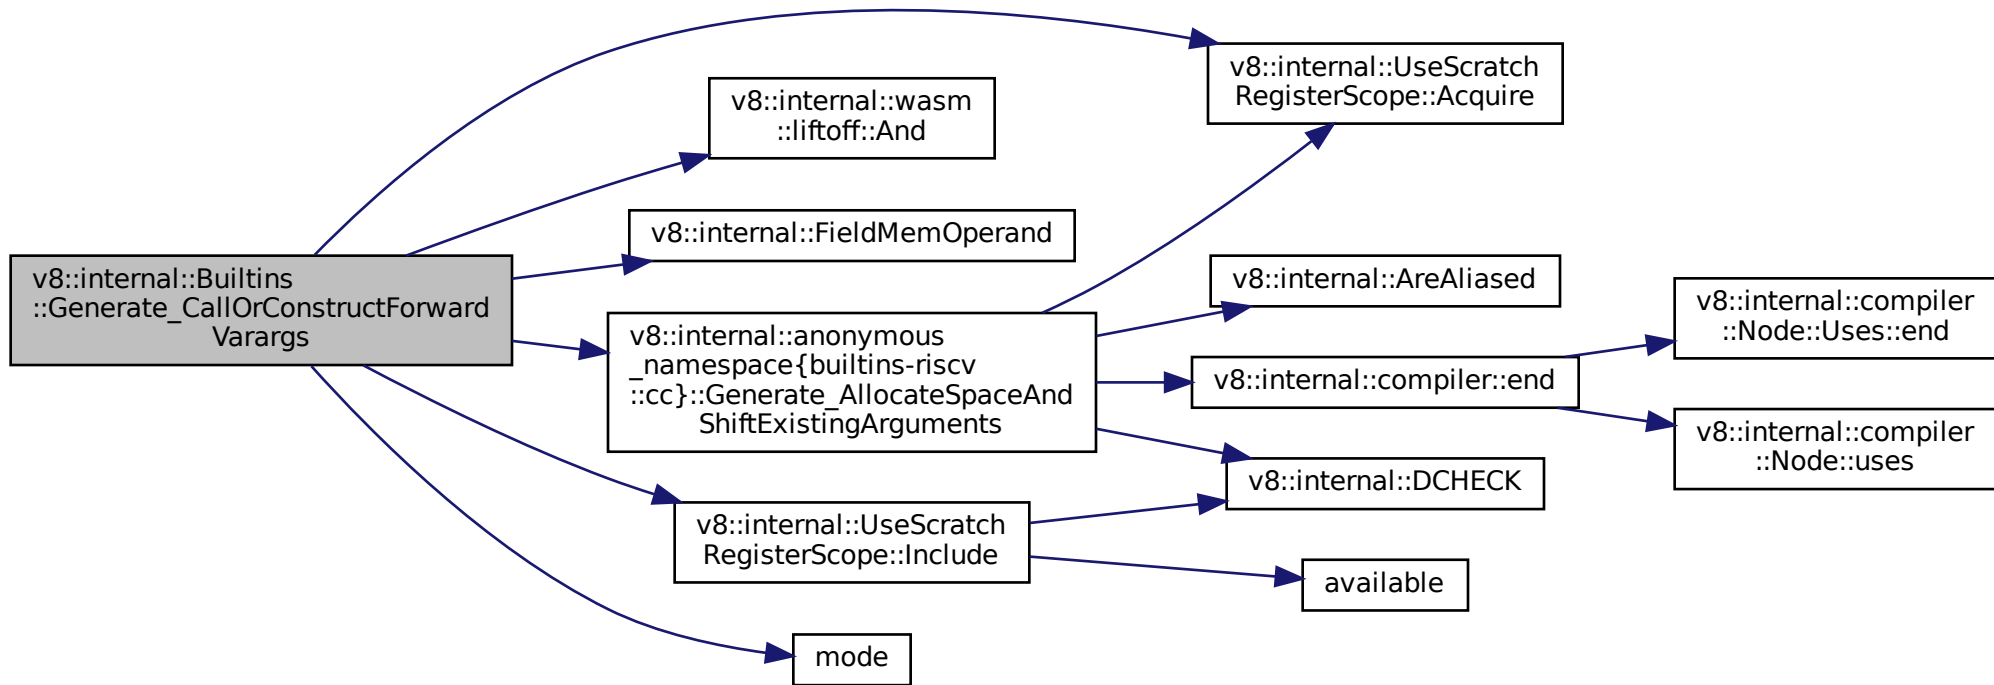 v8::internal::Builtins
::Generate_CallOrConstructForward
Varargs
v8::internal::wasm
::liftoff::And
v8::internal::FieldMemOperand
v8::internal::anonymous
_namespace{builtins-riscv
::cc}::Generate_AllocateSpaceAnd
ShiftExistingArguments
v8::internal::UseScratch
RegisterScope::Include
mode
v8::internal::UseScratch
RegisterScope::Acquire
v8::internal::AreAliased
v8::internal::compiler::end
v8::internal::DCHECK
available
v8::internal::compiler
::Node::Uses::end
v8::internal::compiler
::Node::uses